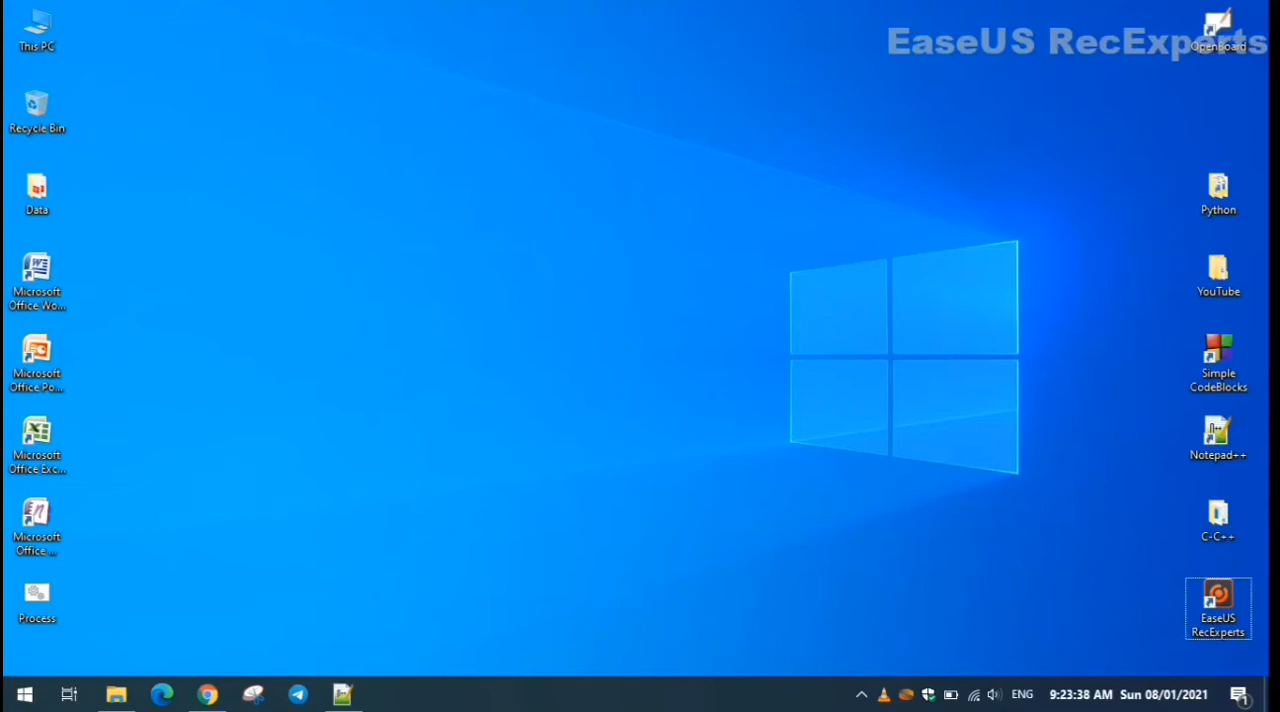 EaseUS RecExperts
This PC
OpenBoard
Recycle Bin
Data
Python
Microsoft
Office Wo...
YouTube
Microsoft
Office Po...
Simple
CodeBlocks
Microsoft
Office Exc...
Notepad++
Microsoft
Office ...
C-C++
Process
EaseUS
RecExperts
ENG
9:23:38 AM Sun 08/01/2021
1